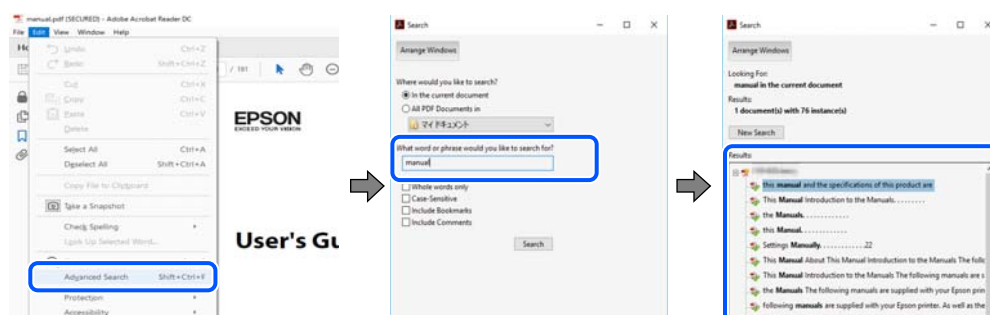 manual.pdf (SECURED) - Adobe Acrobat Reader DC
File Edit View Window Help
Undo Ctrl+Z
Redo Shift+Ctrl+Z
Cut Ctrl+X
Copy Ctrl+C
Paste Ctrl+V
Delete
Select All Ctrl+A
Deselect All Shift+Ctrl+A
Copy File to Clipboard
Take a Snapshot
Check Spelling
Look Up Selected Word...
Advanced Search Shift+Ctrl+F
Protection
Accessibility
/ 181
EPSON
EXCEED YOUR VISION
User's Gu
Search
Arrange Windows
Where would you like to search?
In the current document
All PDF Documents in
マイ ドキュメント
What word or phrase would you like to search for?
manual
Whole words only
Case-Sensitive
Include Bookmarks
Include Comments
Search
Search
Arrange Windows
Looking For:
manual in the current document
Results:
1 document(s) with 76 instance(s)
New Search
Results:
this manual and the specifications of this product are
This Manual Introduction to the Manuals. . . . . . . .
the Manuals. . . . . . . . . . . .
this Manual. . . . . . . . . . . .
Settings Manually. . . . . . . . . . . .22
This Manual About This Manual Introduction to the Manuals The follo
This Manual Introduction to the Manuals The following manuals are s
the Manuals The following manuals are supplied with your Epson prin
following manuals are supplied with your Epson printer. As well as the